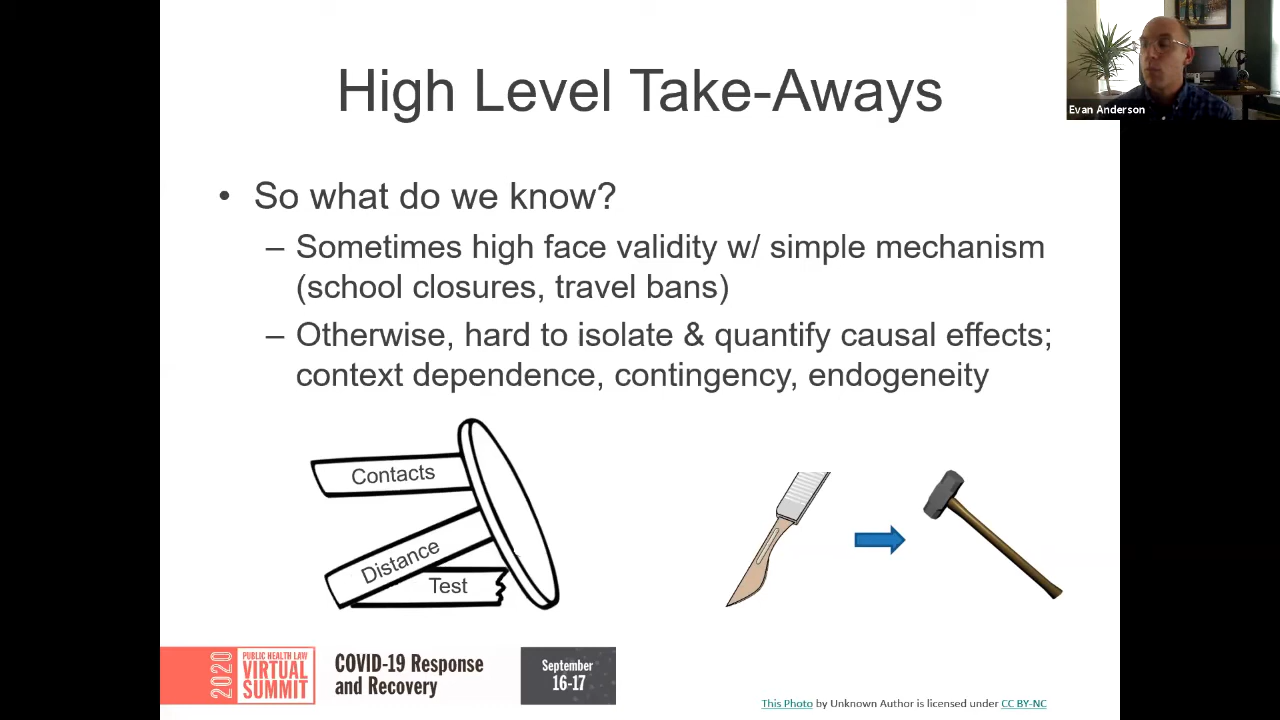 High Level Take-Aways
Evan Anderson
• So what do we know?
– Sometimes high face validity w/ simple mechanism
(school closures, travel bans)
– Otherwise, hard to isolate & quantify causal effects;
context dependence, contingency, endogeneity
Contacts
Distance
Test
2020
PUBLIC HEALTH LAW
VIRTUAL
SUMMIT
COVID-19 Response
and Recovery
September
16-17
This Photo by Unknown Author is licensed under CC BY-NC